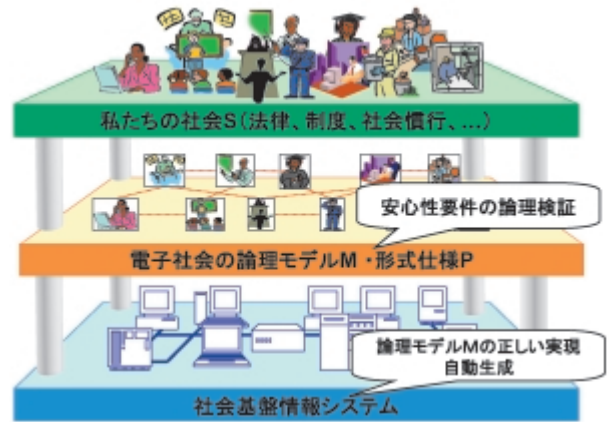 私たちの社会S(法律、制度、社会慣行、…)
安心性要件の論理検証
電子社会の論理モデルM・形式仕様P
論理モデルMの正しい実現
自動生成
社会基盤情報システム